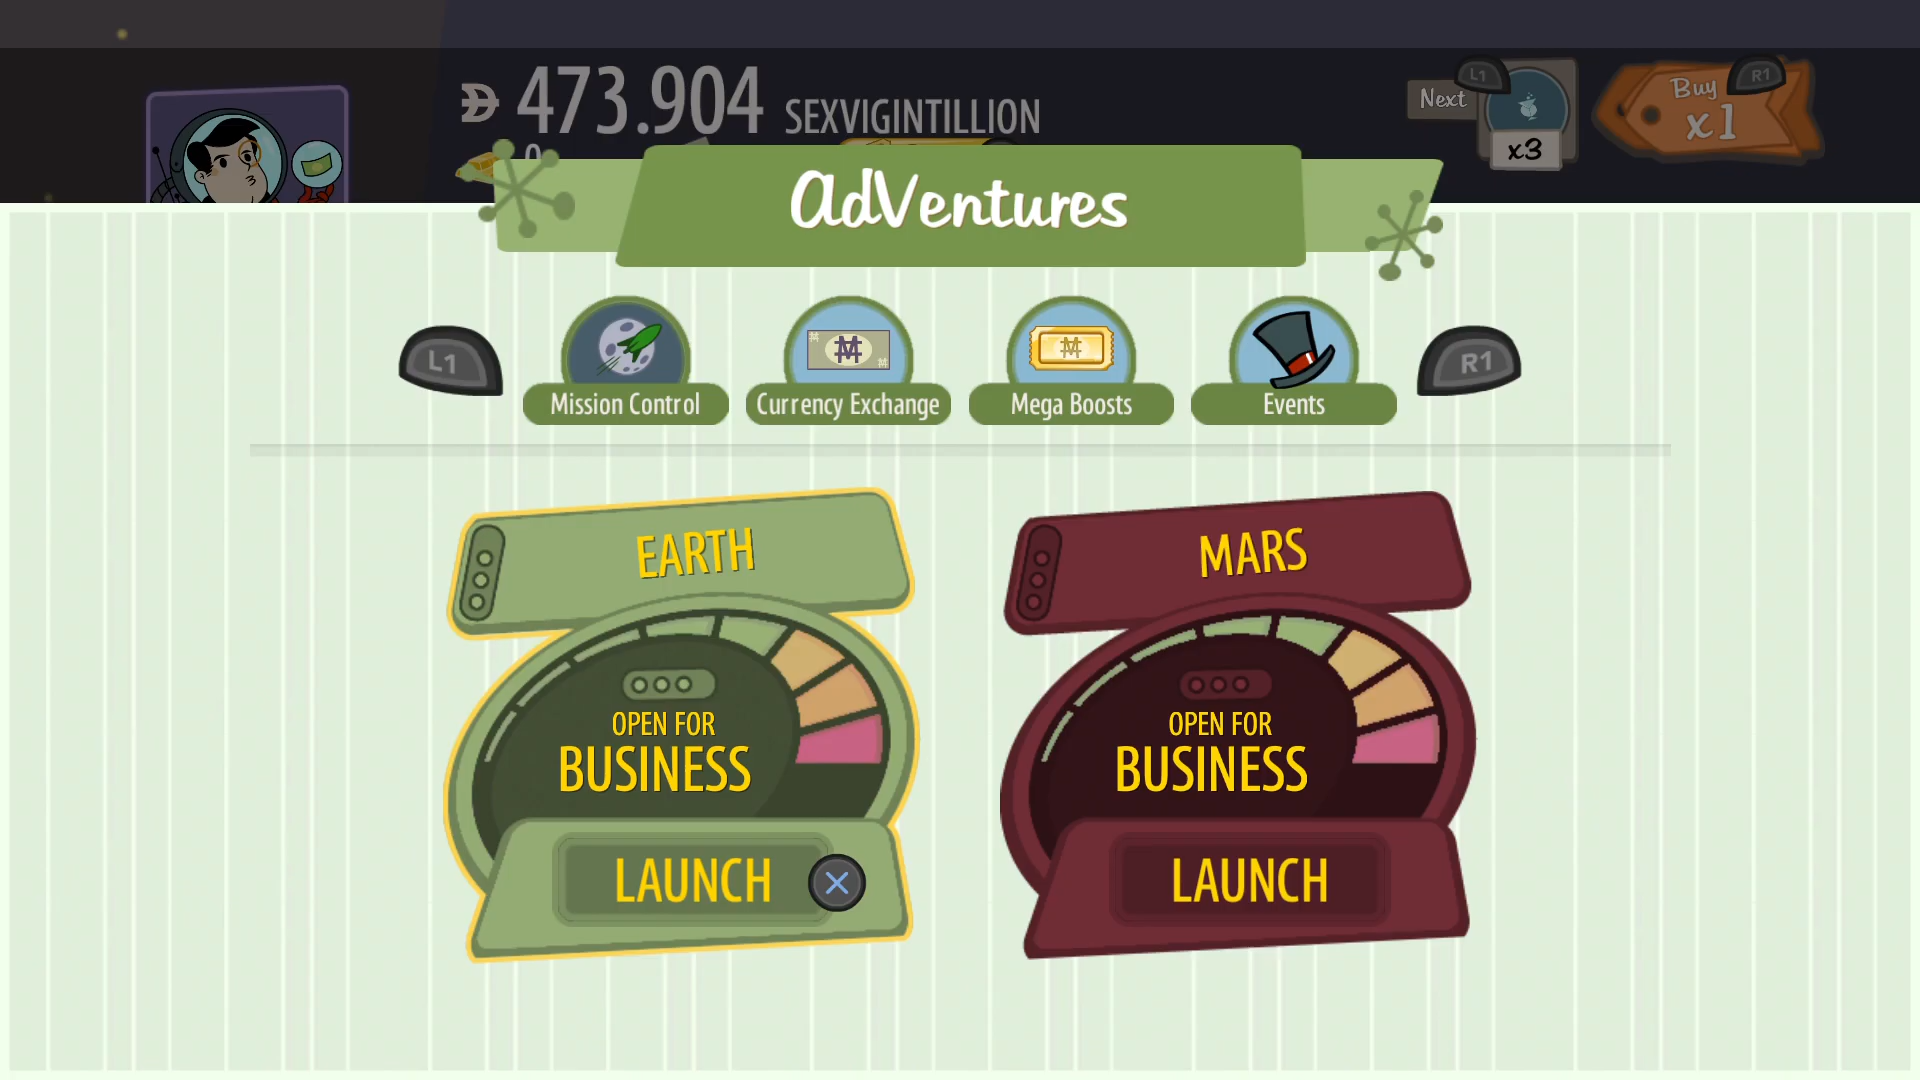 473.904 SEXVIGINTILLION
Next
L1
x3
Buy
R1
x1
AdVentures
L1
Mission Control
Currency Exchange
Mega Boosts
Events
R1
EARTH
OPEN FOR
BUSINESS
LAUNCH
MARS
OPEN FOR
BUSINESS
LAUNCH